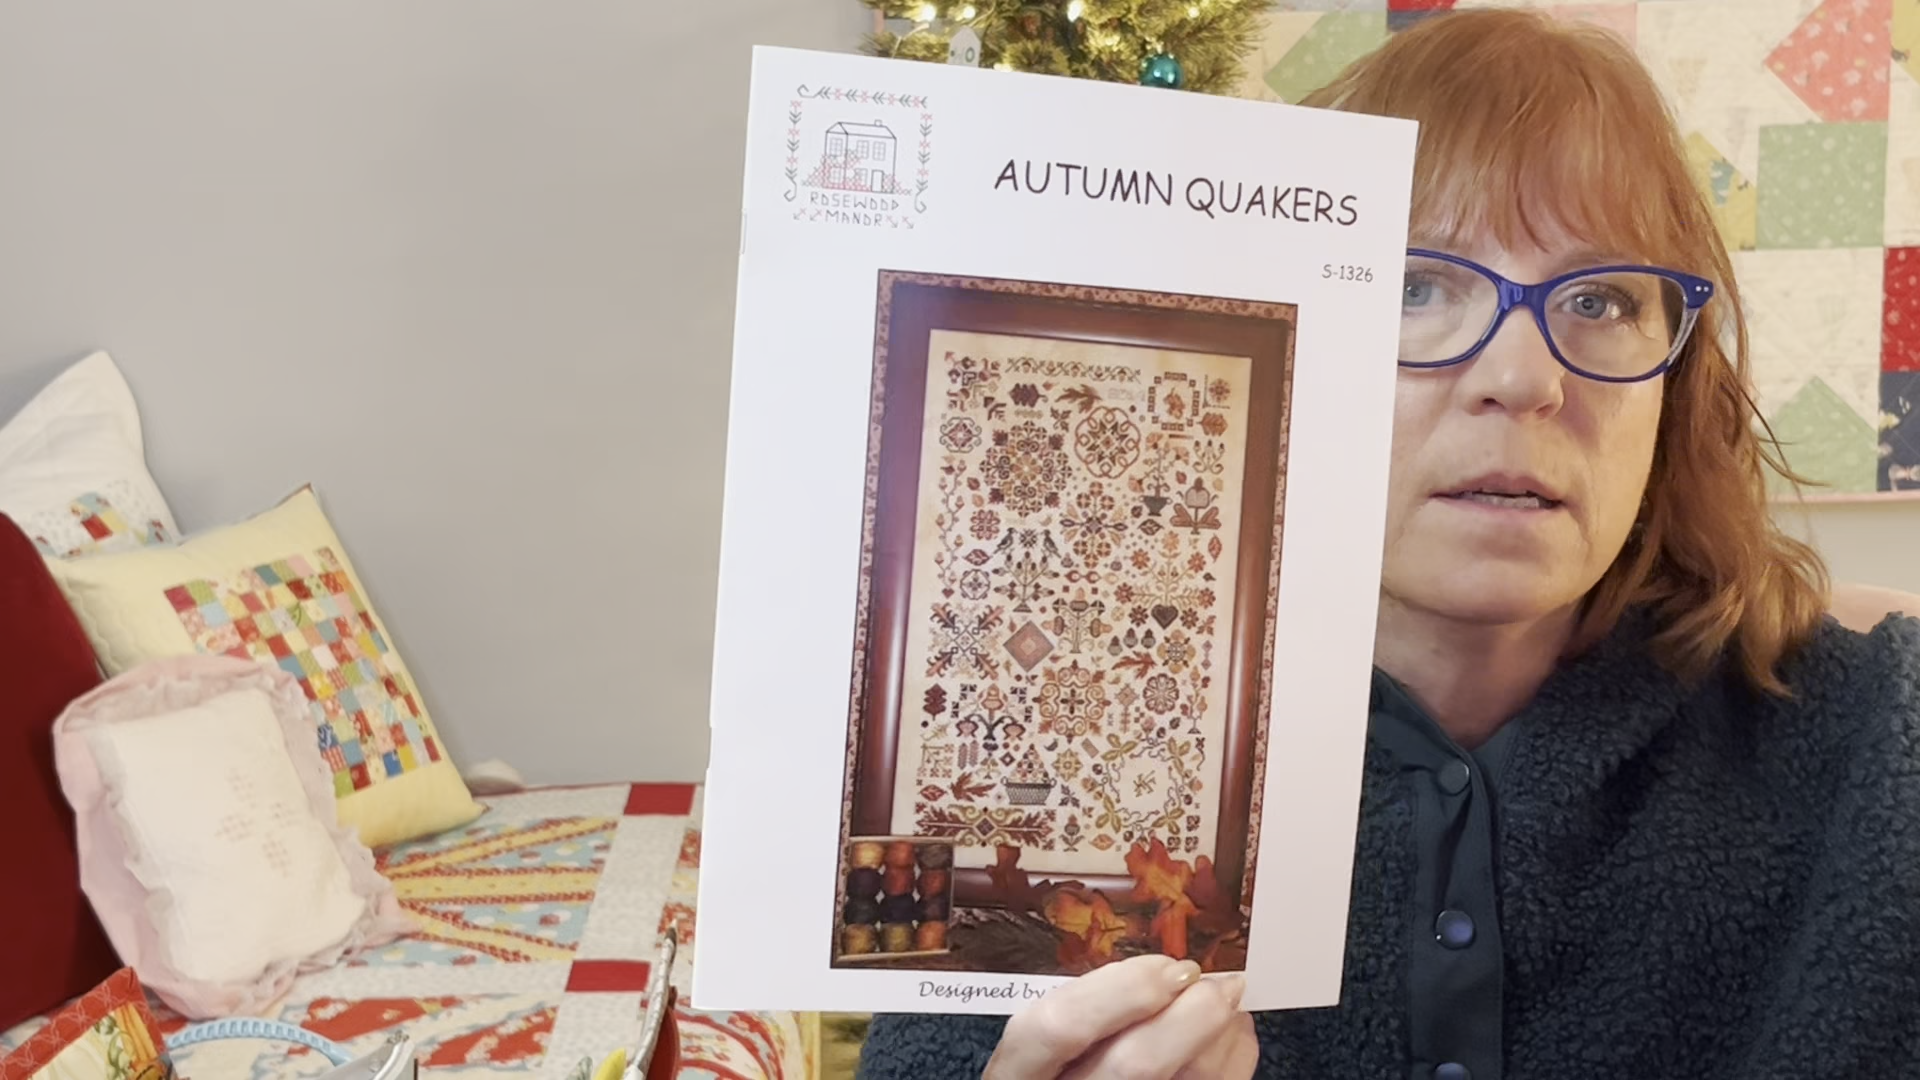 ROSEWOOD
MANOR
AUTUMN QUAKERS
S-1326
Designed by